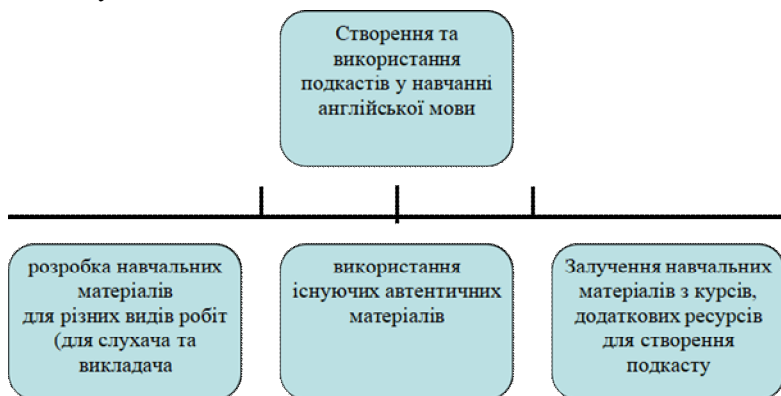 Створення та
використання
подкастів у навчанні
англійської мови
розробка навчальних
матеріалів
для різних видів робіт
(для слухача та
викладача
використання
існуючих автентичних
матеріалів
Залучення навчальних
матеріалів з курсів,
додаткових ресурсів
для створення
подкасту